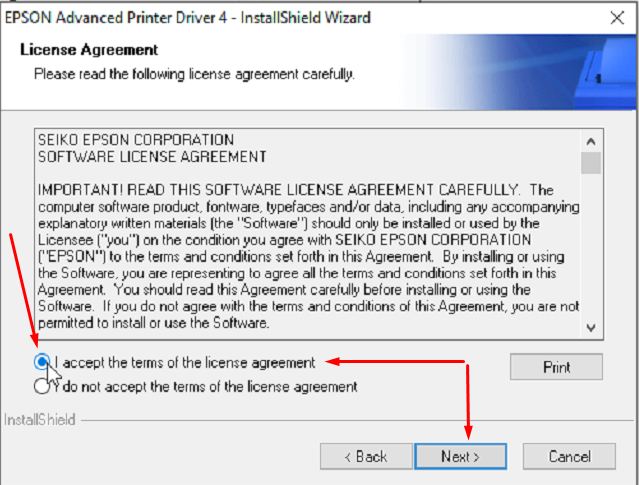 EPSON Advanced Printer Driver 4 - InstallShield Wizard
License Agreement
Please read the following license agreement carefully.
SEIKO EPSON CORPORATION
SOFTWARE LICENSE AGREEMENT
IMPORTANT! READ THIS SOFTWARE LICENSE AGREEMENT CAREFULLY. The
computer software product, fontware, typefaces and/or data, including any accompanying
explanatory written materials (the "Software") should only be installed or used by the
Licensee ("you") on the condition you agree with SEIKO EPSON CORPORATION
("EPSON") to the terms and conditions set forth in this Agreement. By installing or using
the Software, you are representing to agree all the terms and conditions set forth in this
Agreement. You should read this Agreement carefully before installing or using the
Software. If you do not agree with the terms and conditions of this Agreement, you are not
permitted to install or use the Software.
I accept the terms of the license agreement
Print
I do not accept the terms of the license agreement
InstallShield
< Back
Next >
Cancel